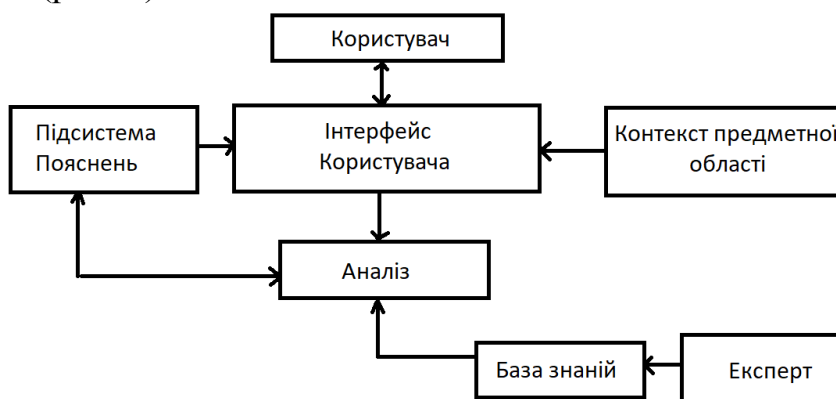 Користувач
Підсистема
Пояснень
Інтерфейс
Користувача
Контекст предметної
області
Аналіз
База знаній
Експерт